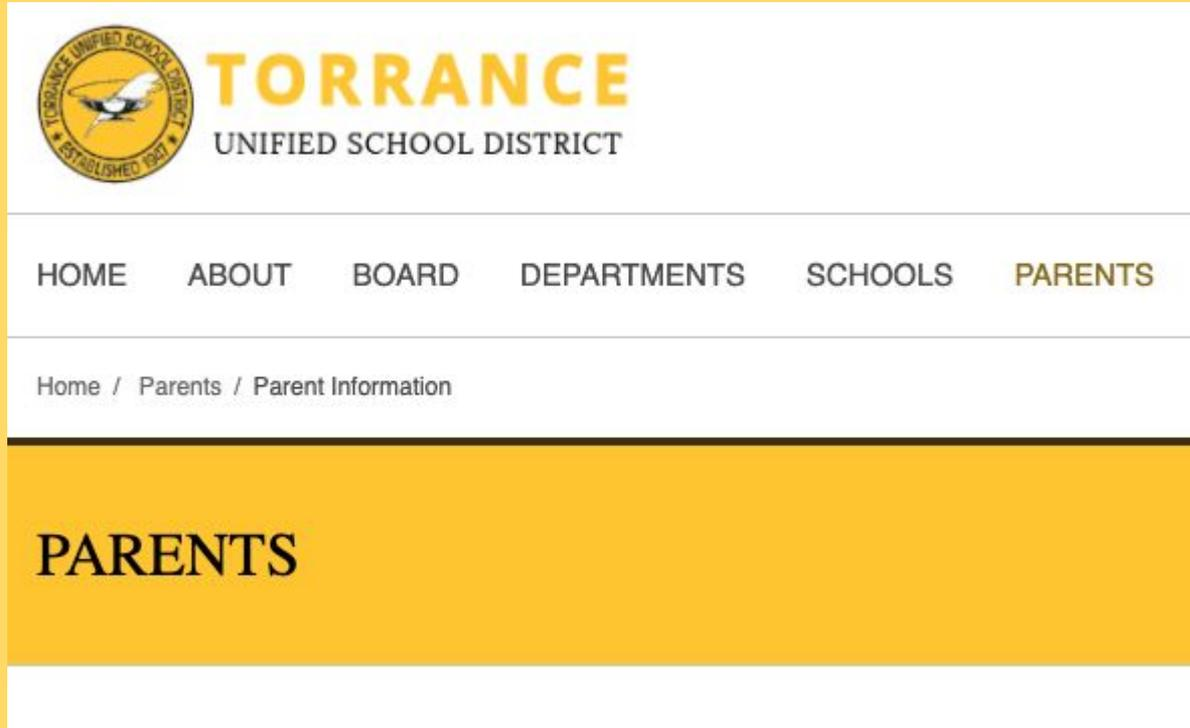 TORRANCE UNIFIED SCHOOL DISTRICT
★ ESTABLISHED 1947 ★
TORRANCE
UNIFIED SCHOOL DISTRICT
HOME ABOUT BOARD DEPARTMENTS SCHOOLS PARENTS
Home / Parents / Parent Information
PARENTS